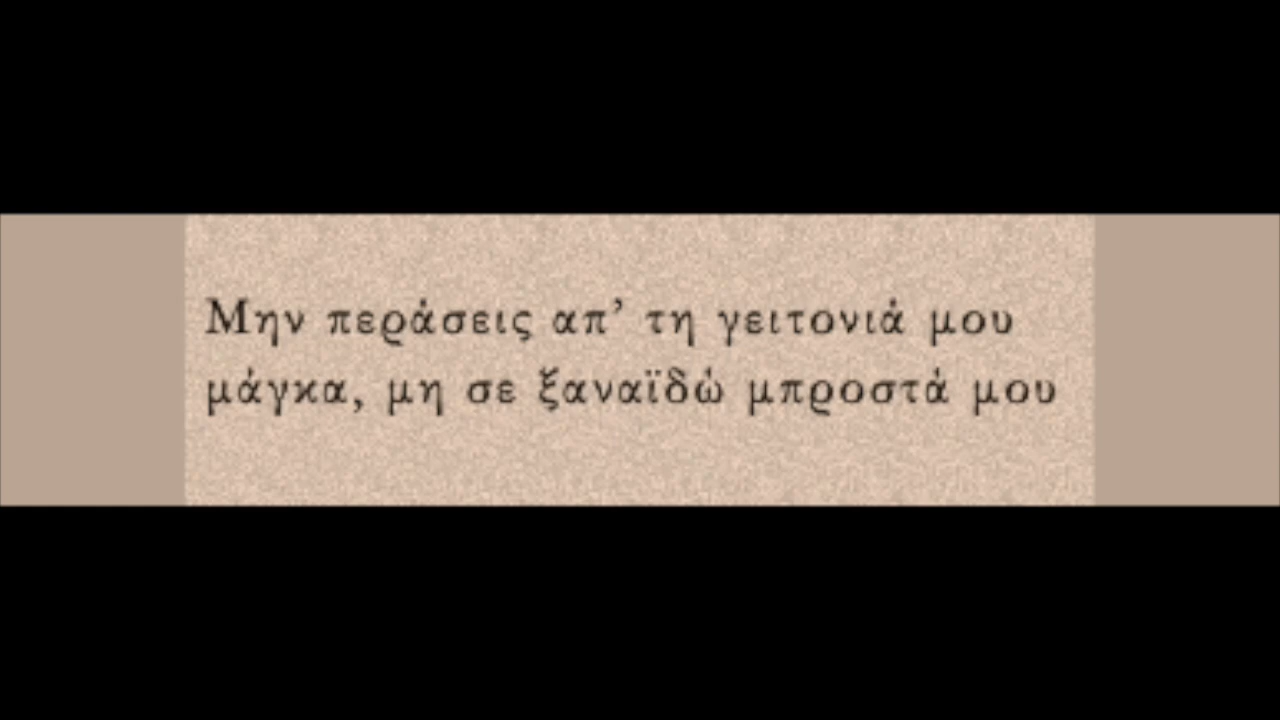 Μην περάσεις απ’ τη γειτονιά μου
μάγκα, μη σε ξαναϊδώ μπροστά μου